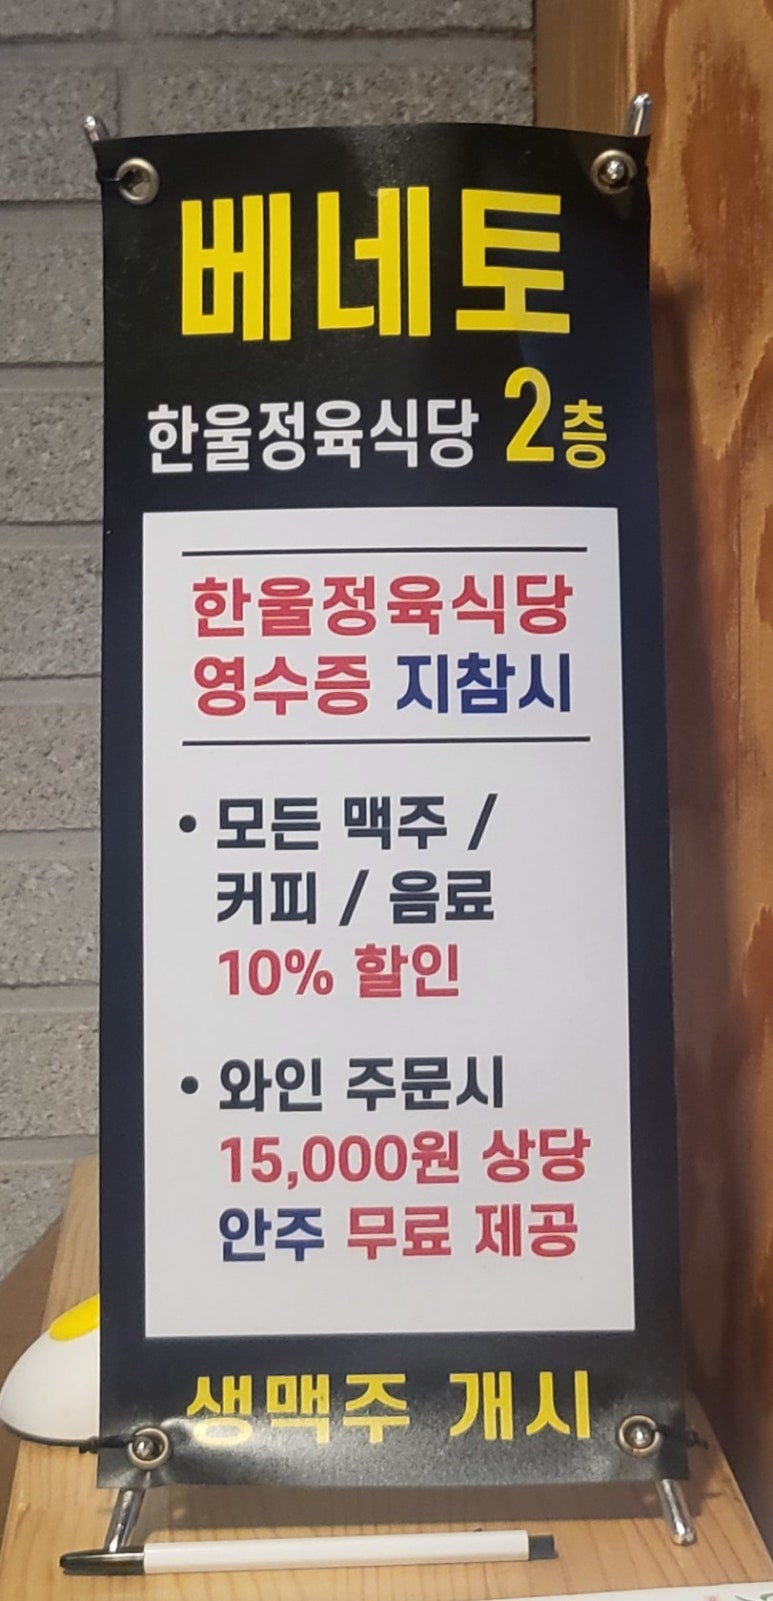 베네토
한울정육식당 2층
한울정육식당
영수증 지참시
• 모든 맥주 /
커피 / 음료
10% 할인
• 와인 주문시
15,000원 상당
안주 무료 제공
생맥주 개시